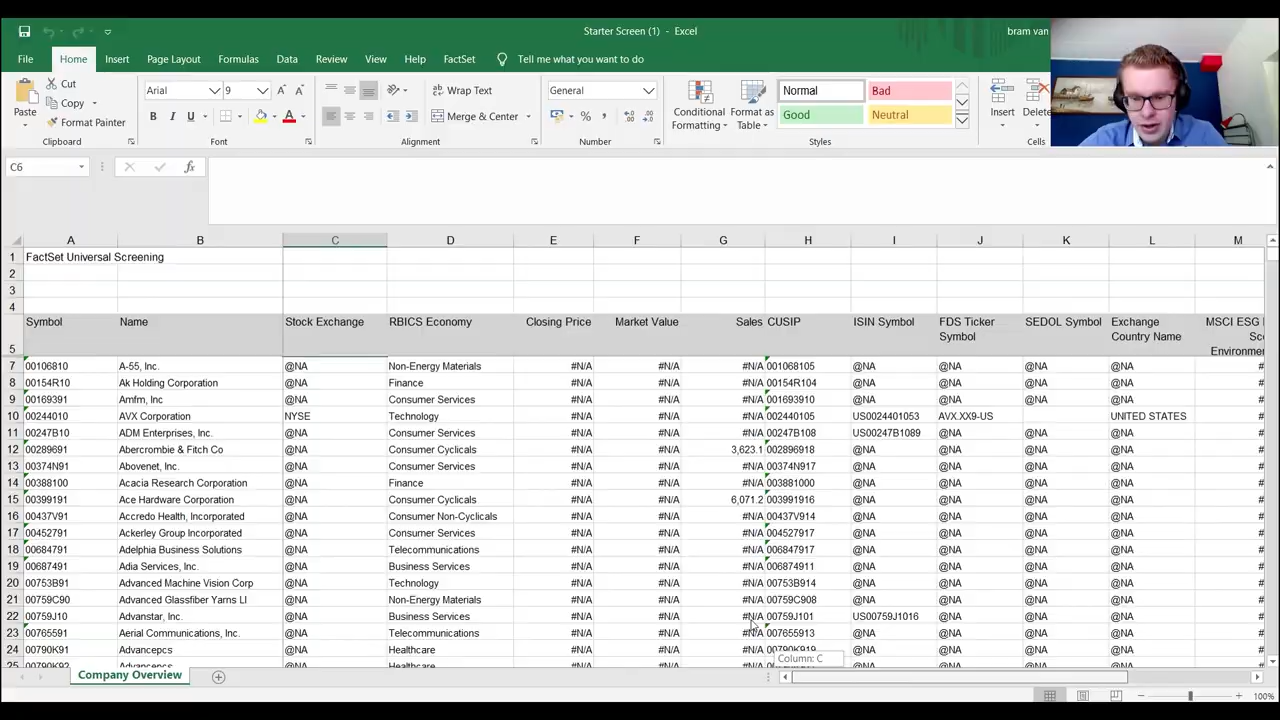 Starter Screen (1) - Excel
bram van
File Home Insert Page Layout Formulas Data Review View Help FactSet Tell me what you want to do
Paste
Cut
Copy
Format Painter
Clipboard
Arial 9
B I U
Font
Wrap Text
Merge & Center
Alignment
General
Number
Conditional Formatting
Format as Table
Normal Bad
Good Neutral
Styles
Insert Delete
Cells
C6 fx
A B C D E F G H I J K L M
1 FactSet Universal Screening
2
3
4
5 Symbol Name Stock Exchange RBICS Economy Closing Price Market Value Sales CUSIP ISIN Symbol FDS Ticker Symbol SEDOL Symbol Exchange Country Name MSCI ESG
7 00106810 A-55, Inc. @NA Non-Energy Materials #N/A #N/A #N/A 001068105 @NA @NA @NA @NA
8 00154R10 Ak Holding Corporation @NA Finance #N/A #N/A #N/A 00154R104 @NA @NA @NA @NA
9 00169391 Amfm, Inc @NA Consumer Services #N/A #N/A #N/A 001693910 @NA @NA @NA @NA
10 00244010 AVX Corporation NYSE Technology #N/A #N/A #N/A 002440105 US0024401053 AVX.XX9-US UNITED STATES
11 00247B10 ADM Enterprises, Inc. @NA Consumer Services #N/A #N/A #N/A 00247B108 US00247B1089 @NA @NA @NA
12 00289691 Abercrombie & Fitch Co @NA Consumer Cyclicals #N/A #N/A 3,623.1 002896918 @NA @NA @NA @NA
13 00374N91 Abovenet, Inc. @NA Consumer Services #N/A #N/A #N/A 00374N917 @NA @NA @NA @NA
14 00388100 Acacia Research Corporation @NA Finance #N/A #N/A #N/A 003881000 @NA @NA @NA @NA
15 00399191 Ace Hardware Corporation @NA Consumer Cyclicals #N/A #N/A 6,071.2 003991916 @NA @NA @NA @NA
16 00437V91 Accredo Health, Incorporated @NA Consumer Non-Cyclicals #N/A #N/A #N/A 00437V914 @NA @NA @NA @NA
17 00452791 Ackerley Group Incorporated @NA Consumer Services #N/A #N/A #N/A 004527917 @NA @NA @NA @NA
18 00684791 Adelphia Business Solutions @NA Telecommunications #N/A #N/A #N/A 006847917 @NA @NA @NA @NA
19 00687491 Adia Services, Inc. @NA Business Services #N/A #N/A #N/A 006874911 @NA @NA @NA @NA
20 00753B91 Advanced Machine Vision Corp @NA Technology #N/A #N/A #N/A 00753B914 @NA @NA @NA @NA
21 00759C90 Advanced Glassfiber Yarns Ll @NA Non-Energy Materials #N/A #N/A #N/A 00759C908 @NA @NA @NA @NA
22 00759J10 Advanstar, Inc. @NA Business Services #N/A #N/A #N/A 00759J101 US00759J1016 @NA @NA @NA
23 00765591 Aerial Communications, Inc. @NA Telecommunications #N/A #N/A #N/A 007655913 @NA @NA @NA @NA
24 00790K91 Advancepcs @NA Healthcare #N/A #N/A #N/A 00790K919 @NA @NA @NA @NA
25 00790K92 Advancepcs @NA Healthcare #N/A #N/A #N/A
Column: C
Company Overview
100%